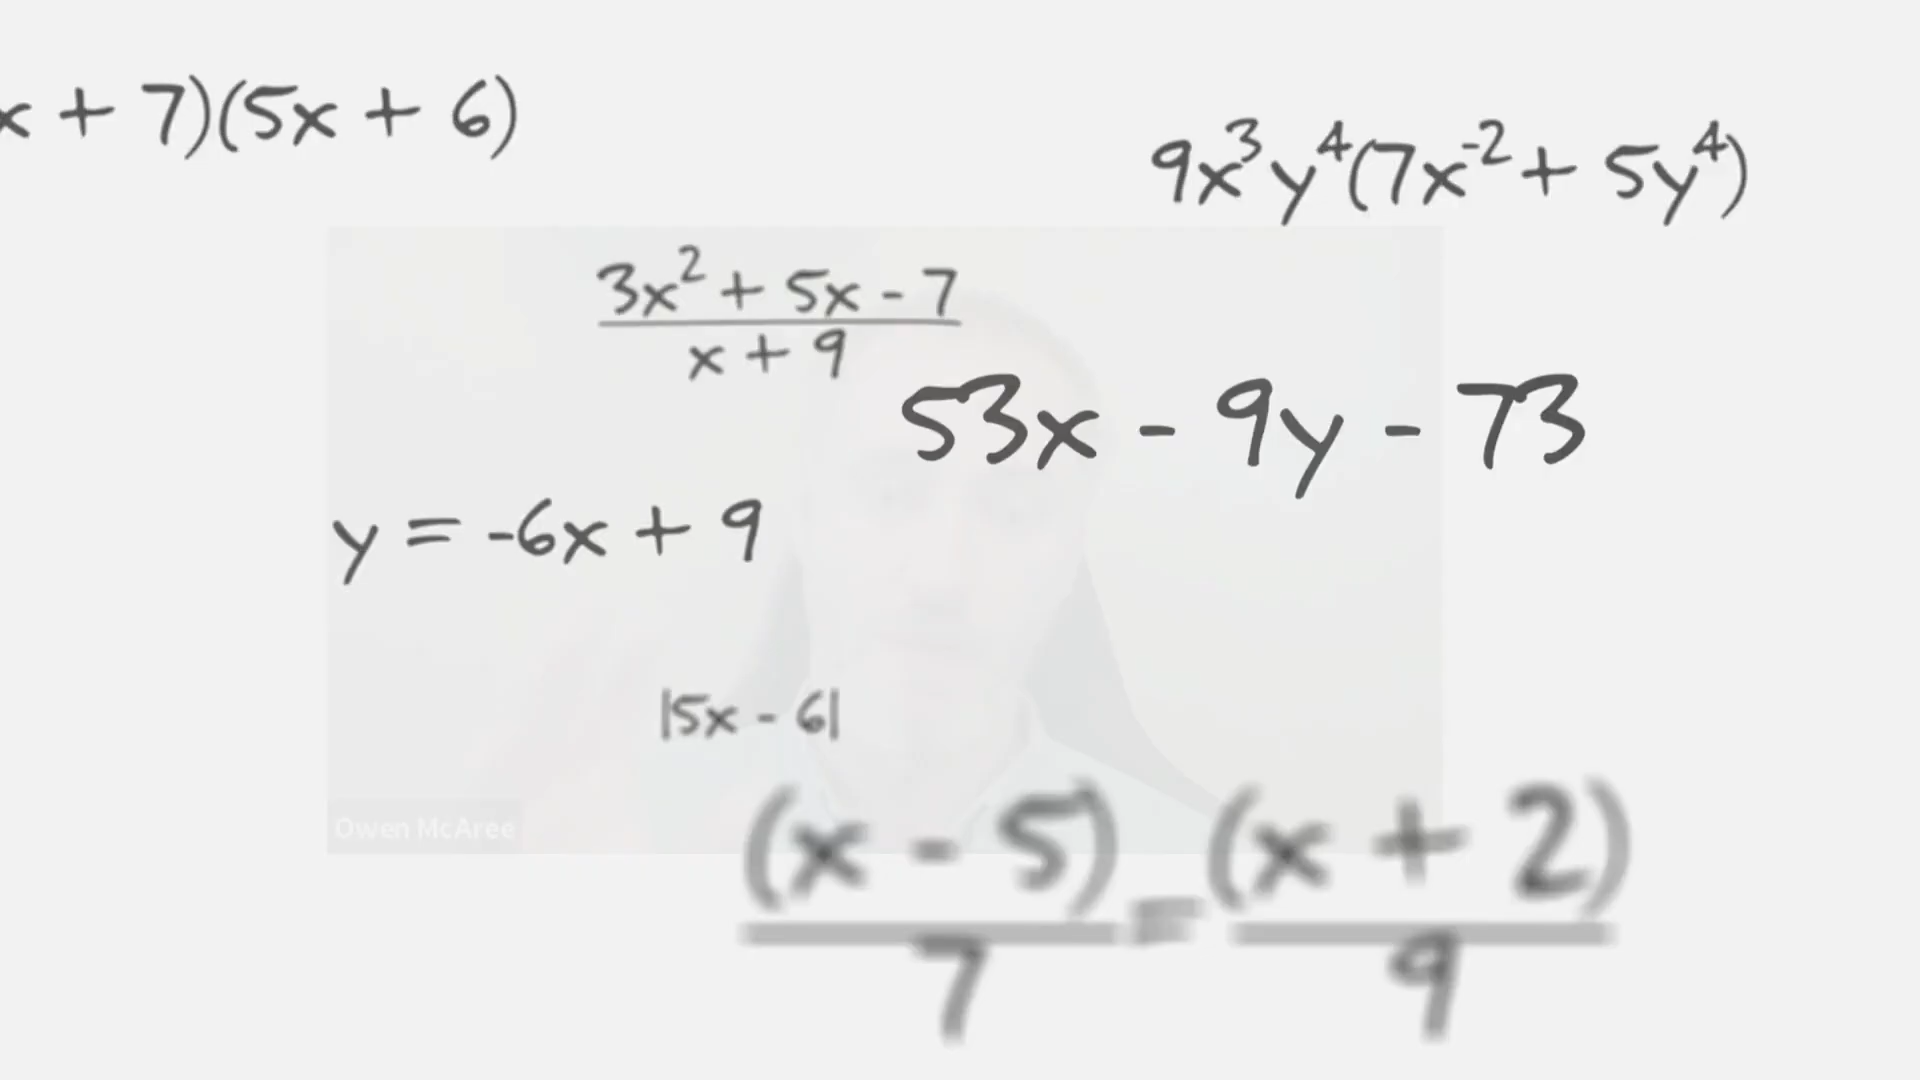 x + 7)(5x + 6)
9x³y⁴(7x⁻² + 5y⁴)
3x² + 5x - 7
x + 9
53x - 9y - 73
y = -6x + 9
|5x - 6|
Owen McAree
(x - 5) = (x + 2)
7 9